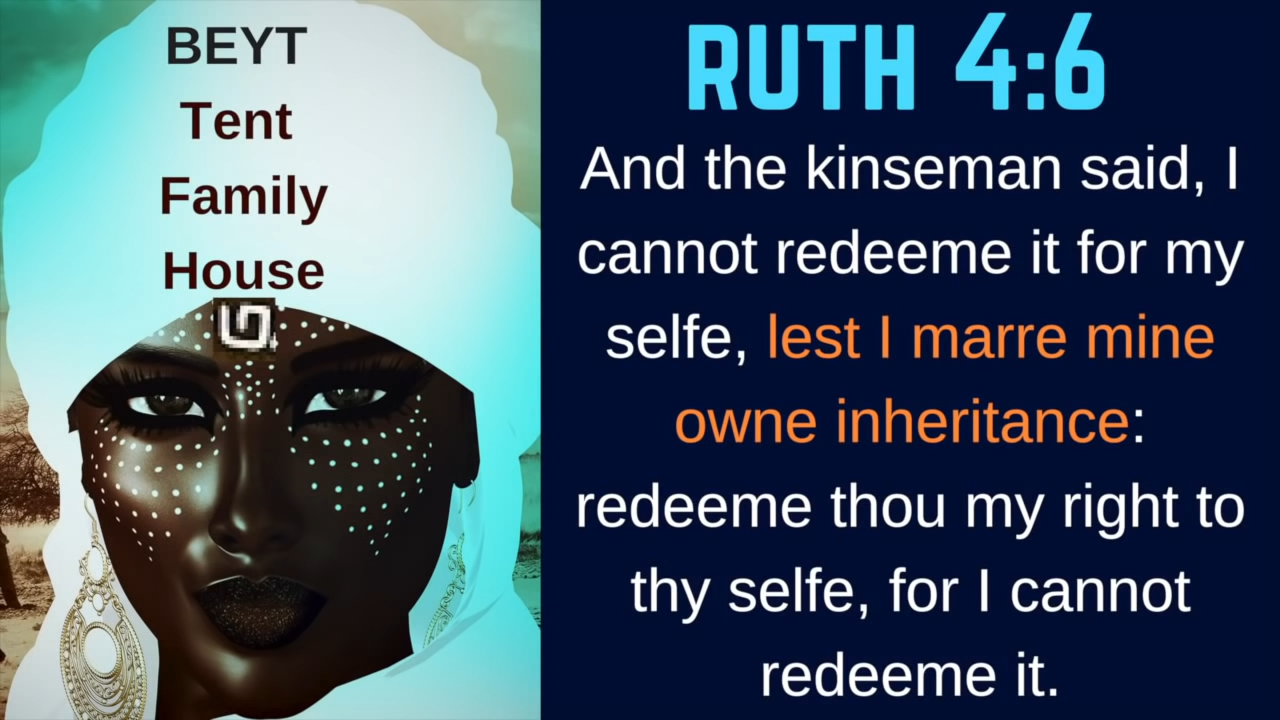 BEYT
Tent
Family
House
RUTH 4:6
And the kinseman said, I
cannot redeeme it for my
selfe, lest I marre mine
owne inheritance:
redeeme thou my right to
thy selfe, for I cannot
redeeme it.